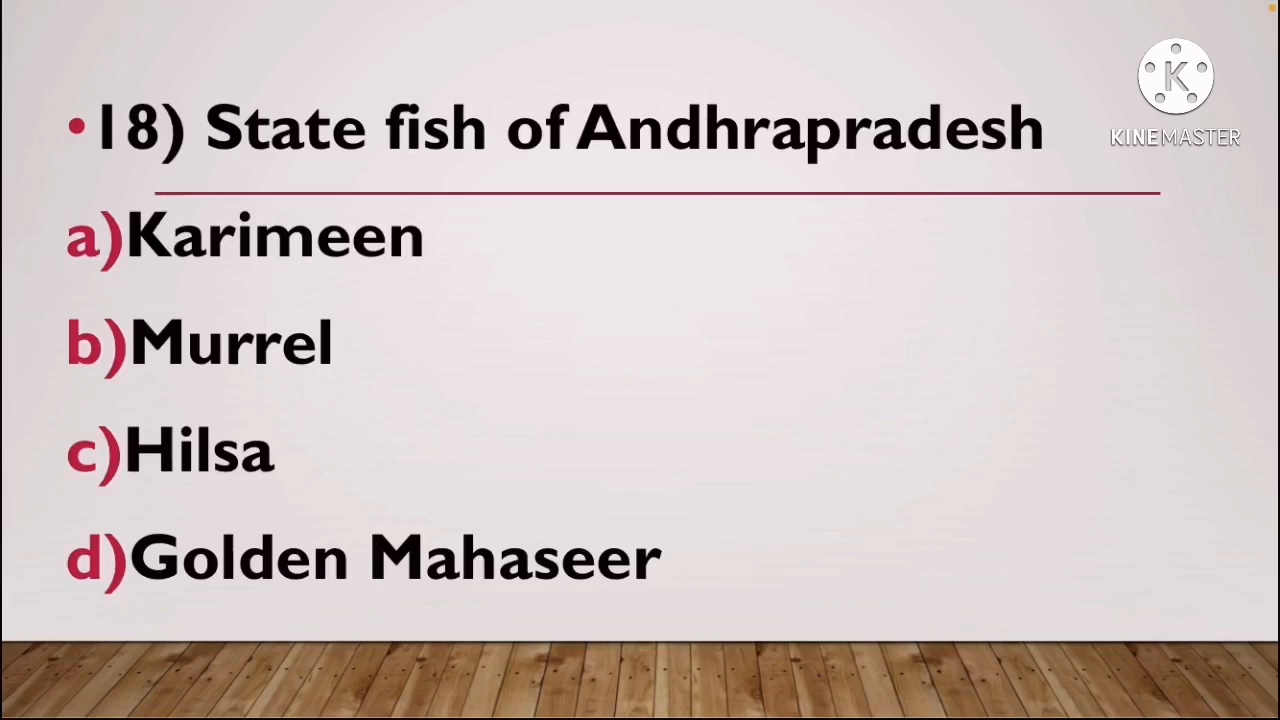 •18) State fish of Andhrapradesh
K
KINEMASTER
a)Karimeen
b)Murrel
c)Hilsa
d)Golden Mahaseer